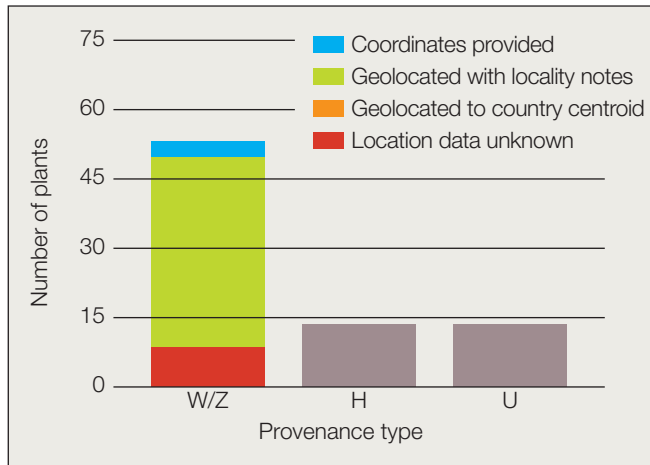 75
60
45
30
15
0
Number of plants
Coordinates provided
Geolocated with locality notes
Geolocated to country centroid
Location data unknown
W/Z H U
Provenance type